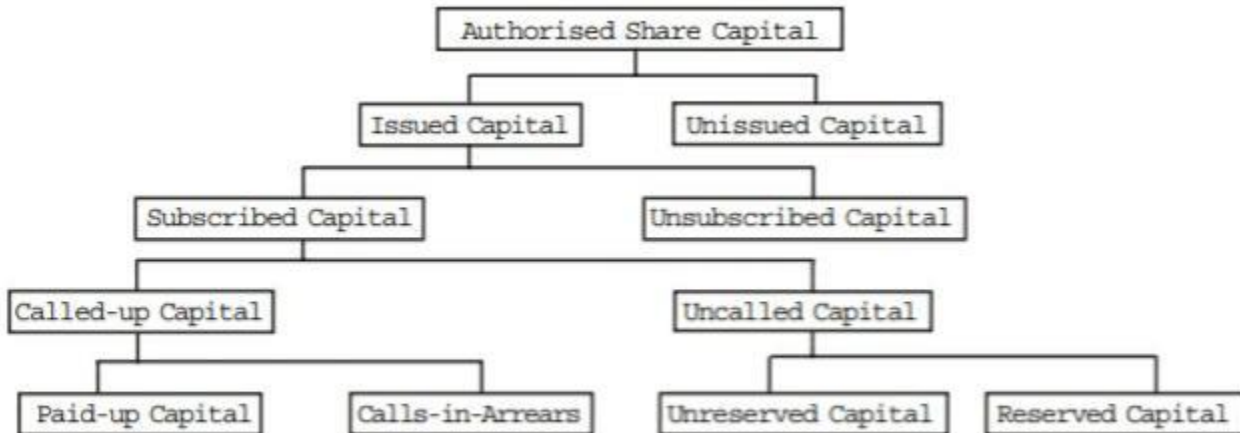 Authorised Share Capital
Issued Capital
Unissued Capital
Subscribed Capital
Unsubscribed Capital
Called-up Capital
Uncalled Capital
Paid-up Capital
Calls-in-Arrears
Unreserved Capital
Reserved Capital